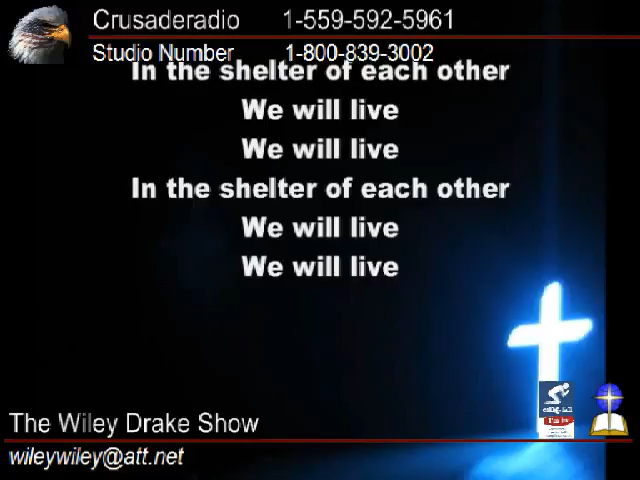 Crusaderadio 1-559-592-5961
Studio Number 1-800-839-3002
In the shelter of each other
We will live
We will live
In the shelter of each other
We will live
We will live
The Wiley Drake Show
wileywiley@att.net